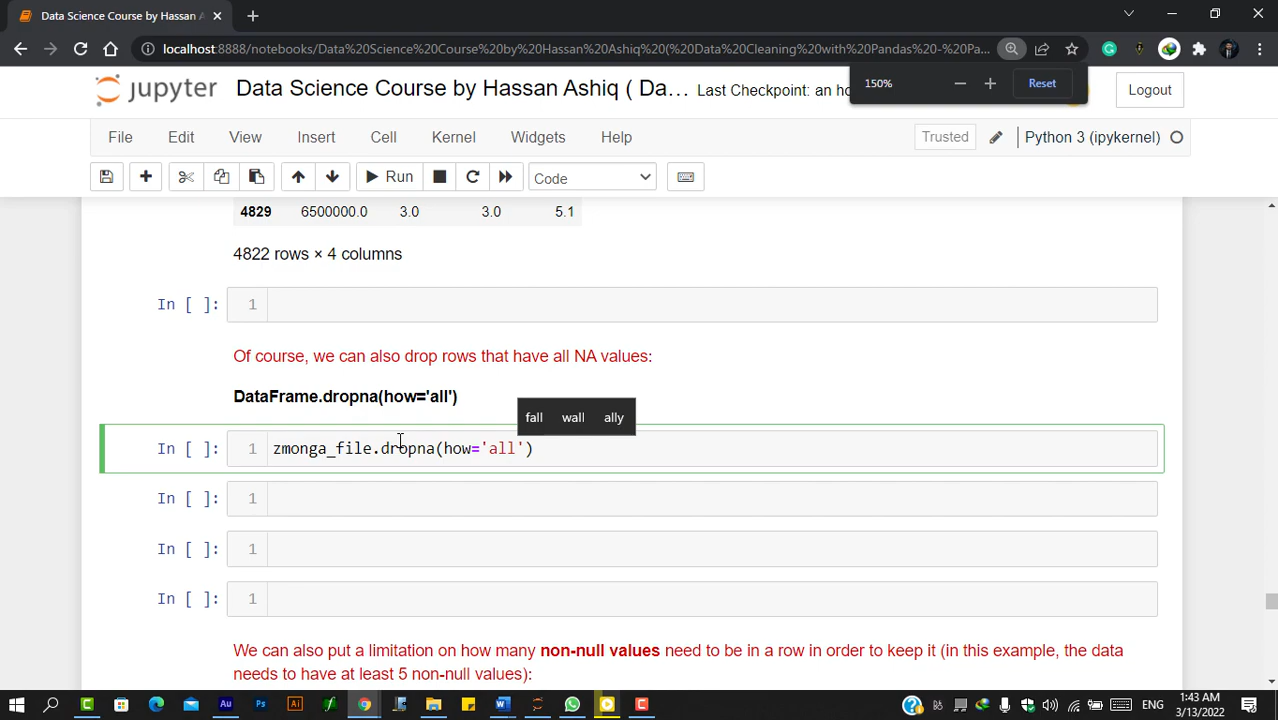 Data Science Course by Hassan A
localhost:8888/notebooks/Data%20Science%20Course%20by%20Hassan%20Ashiq%20(%20Data%20Cleaning%20with%20Pandas%20-%20Pa...
150%
Reset
jupyter
Data Science Course by Hassan Ashiq ( Da...
Last Checkpoint: an ho
Logout
File Edit View Insert Cell Kernel Widgets Help
Trusted
Python 3 (ipykernel)
Run
Code
4829 6500000.0 3.0 3.0 5.1
4822 rows × 4 columns
In [ ]: 1
Of course, we can also drop rows that have all NA values:
DataFrame.dropna(how='all')
fall wall ally
In [ ]: 1 zmonga_file.dropna(how='all')
In [ ]: 1
In [ ]: 1
In [ ]: 1
We can also put a limitation on how many non-null values need to be in a row in order to keep it (in this example, the data
needs to have at least 5 non-null values):
Au
Ps
Ai
ENG
1:43 AM
3/13/2022